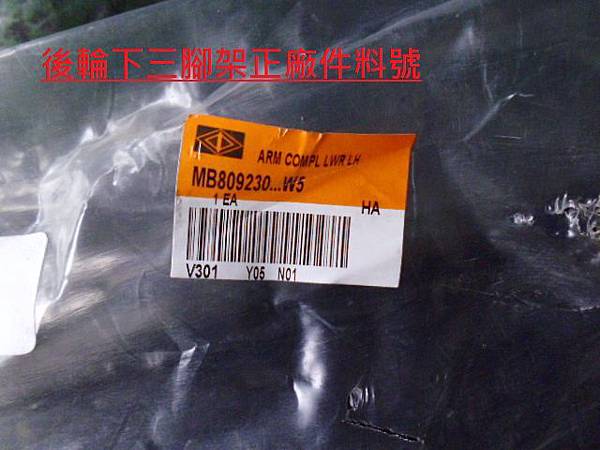 後輪下三腳架正廠件料號
ARM COMPL LWR LH
MB809230...W5
1 EA HA
V301 Y05 N01